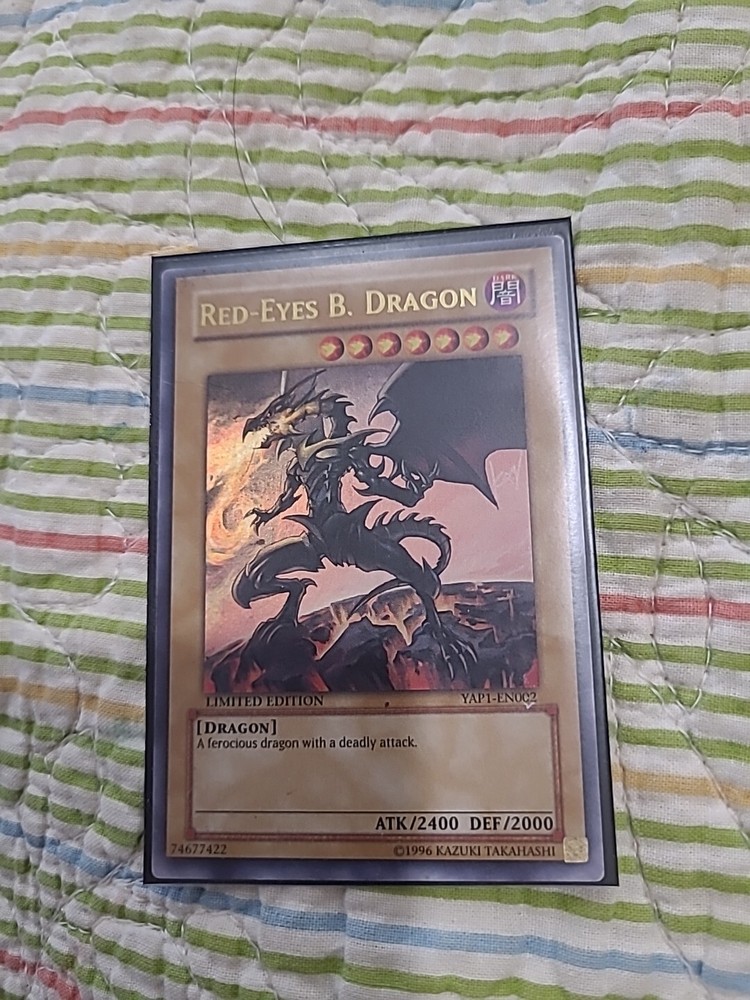 RED-EYES B. DRAGON
DARK
闇
LIMITED EDITION YAP1-EN002
[DRAGON]
A ferocious dragon with a deadly attack.
ATK/2400 DEF/2000
74677422 ©1996 KAZUKI TAKAHASHI